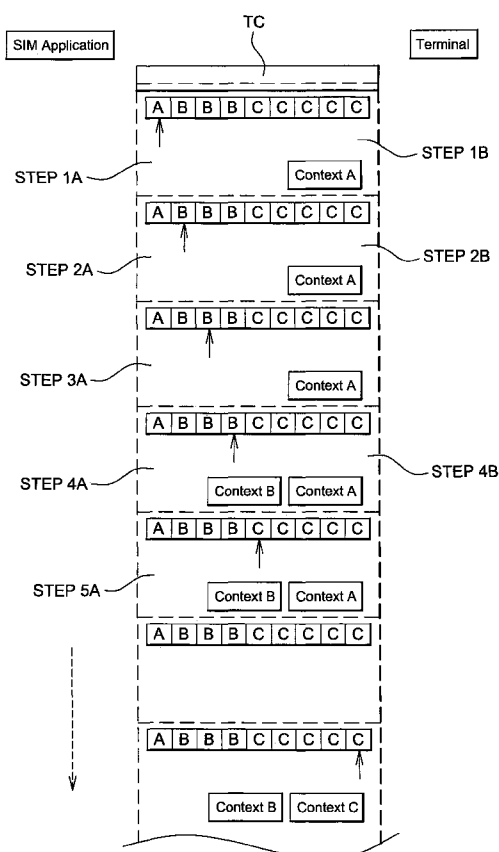 TC
SIM Application
Terminal
A B B B C C C C C
STEP 1B
STEP 1A
Context A
A B B B C C C C C
STEP 2B
STEP 2A
Context A
A B B B C C C C C
STEP 3A
Context A
A B B B C C C C C
STEP 4B
STEP 4A
Context B Context A
A B B B C C C C C
STEP 5A
Context B Context A
A B B B C C C C C
A B B B C C C C C
Context B Context C